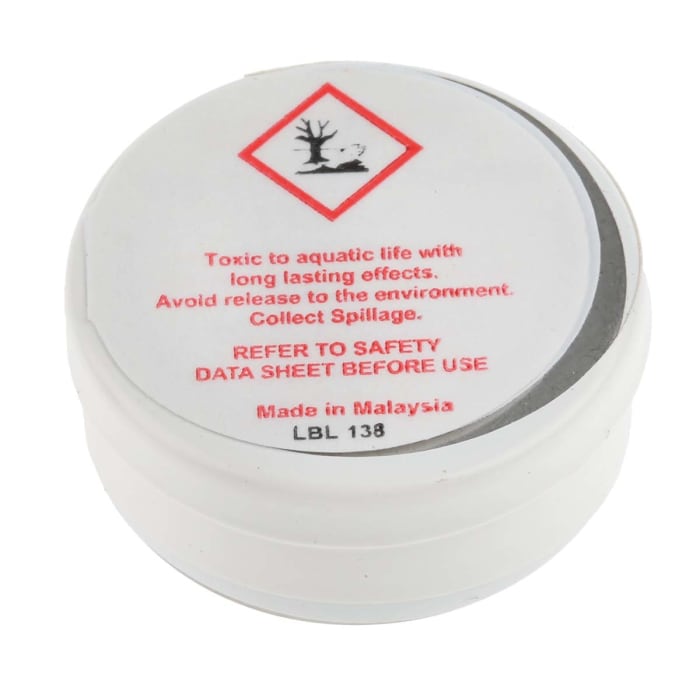 Toxic to aquatic life with
long lasting effects.
Avoid release to the environment.
Collect Spillage.
REFER TO SAFETY
DATA SHEET BEFORE USE
Made in Malaysia
LBL 138